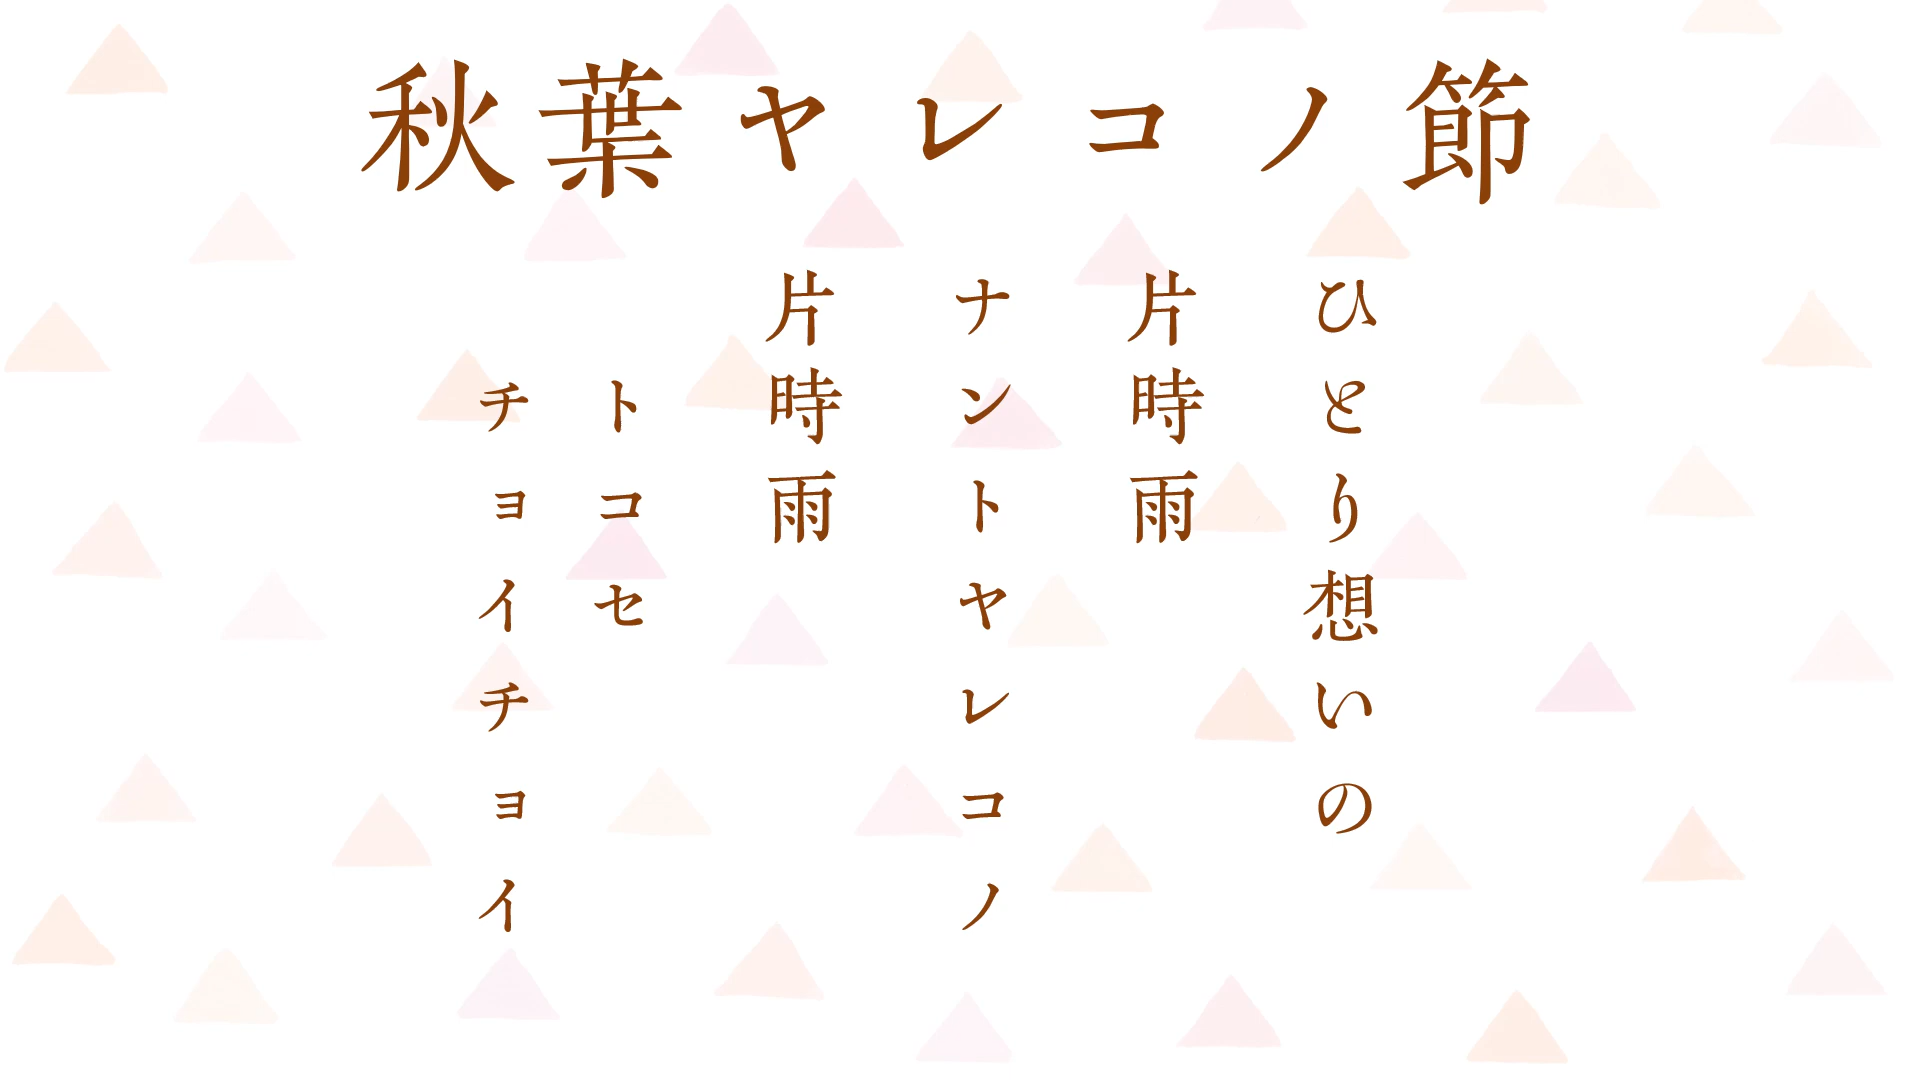 秋葉ヤレコノ節
ひとり想いの
片時雨
ナントヤレコノ
片時雨
トコセ
チョイチョイ